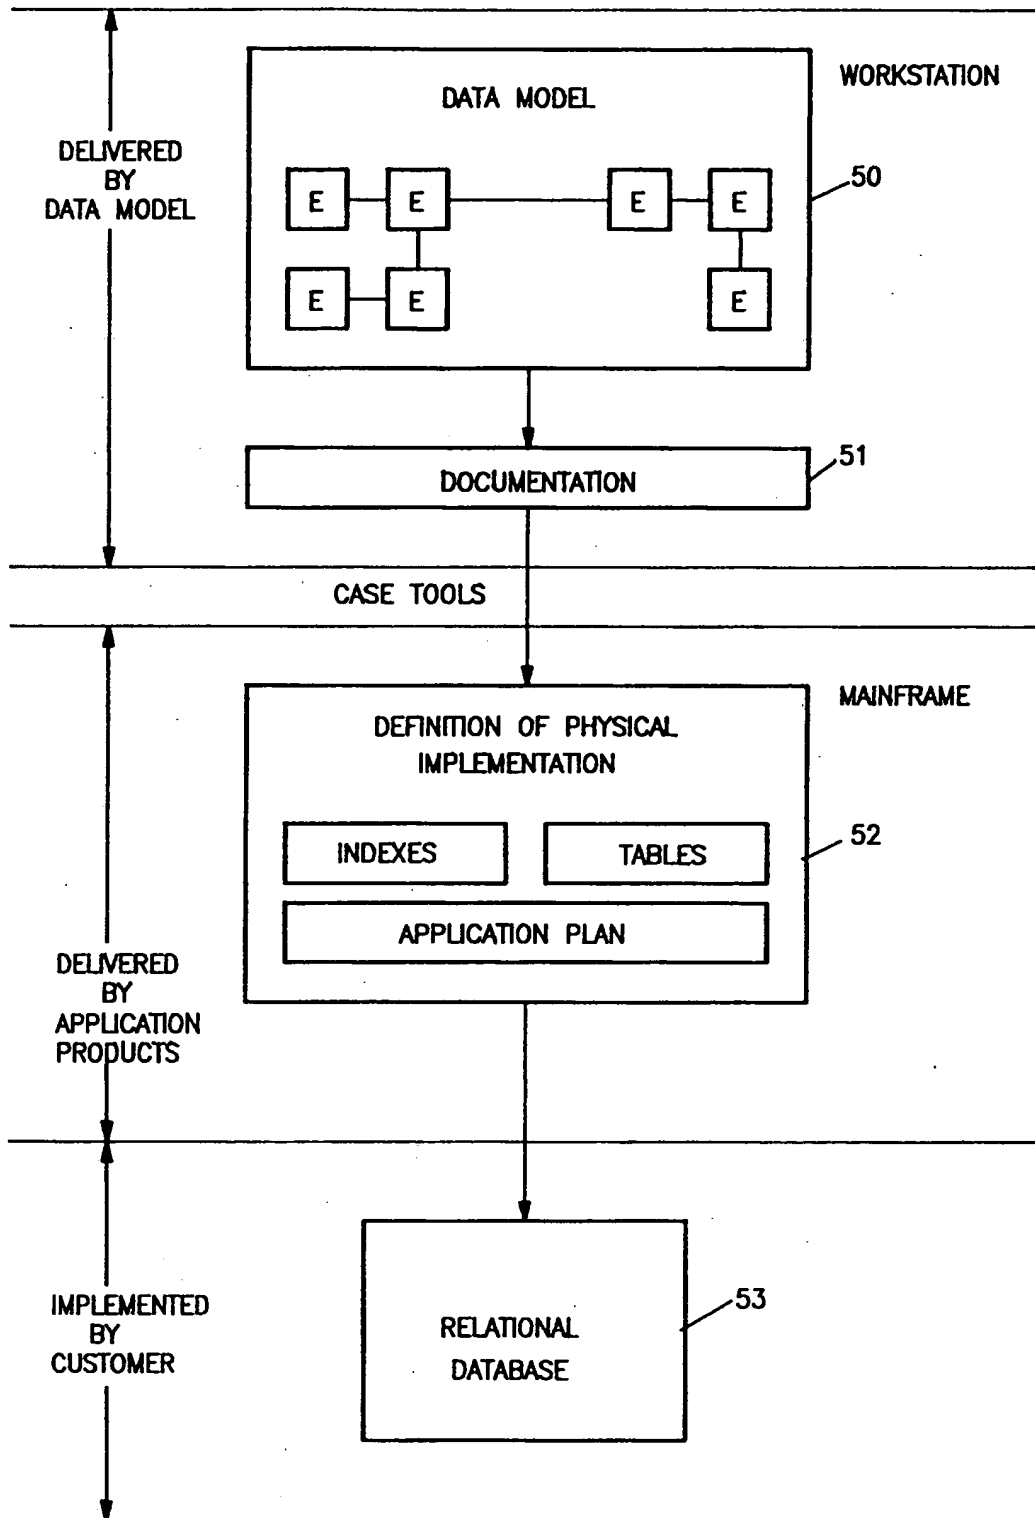 WORKSTATION
DATA MODEL
DELIVERED
BY
DATA MODEL
50
E E E E
E E E
51
DOCUMENTATION
CASE TOOLS
MAINFRAME
DEFINITION OF PHYSICAL
IMPLEMENTATION
52
INDEXES TABLES
APPLICATION PLAN
DELIVERED
BY
APPLICATION
PRODUCTS
IMPLEMENTED
BY
CUSTOMER
53
RELATIONAL
DATABASE